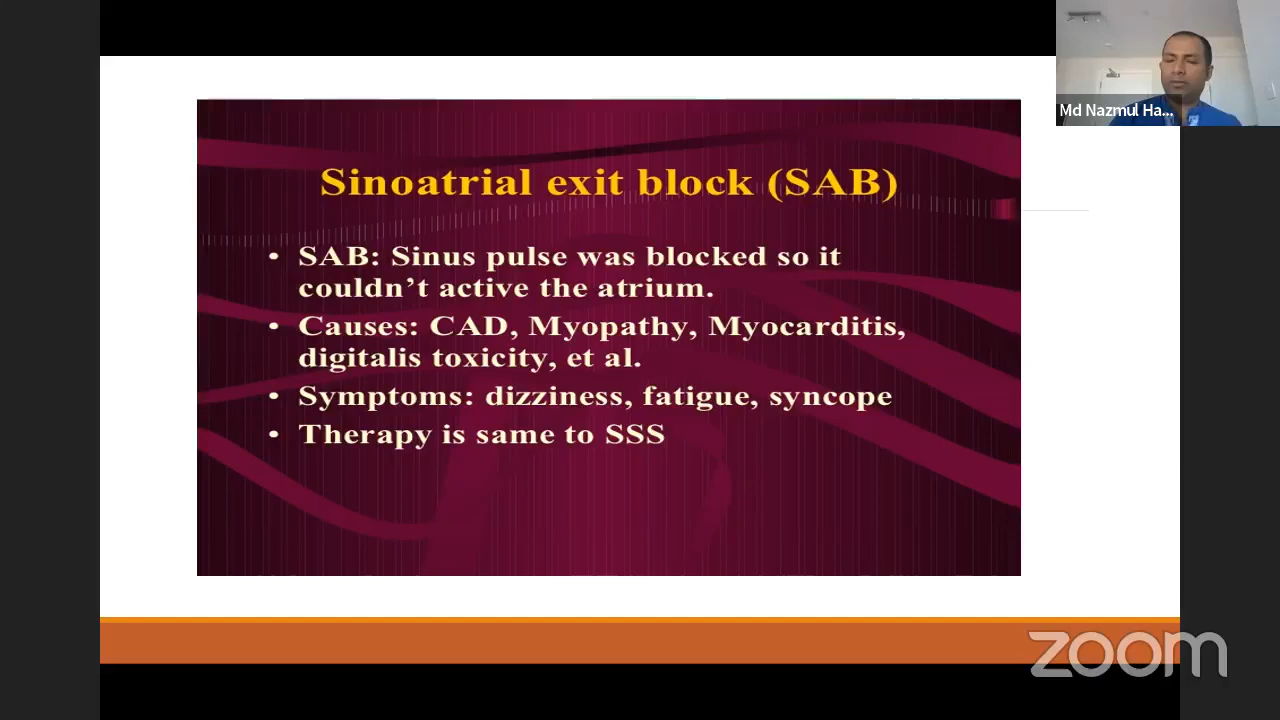 Md Nazmul Ha...
Sinoatrial exit block (SAB)
• SAB: Sinus pulse was blocked so it
couldn’t active the atrium.
• Causes: CAD, Myopathy, Myocarditis,
digitalis toxicity, et al.
• Symptoms: dizziness, fatigue, syncope
• Therapy is same to SSS
zoom